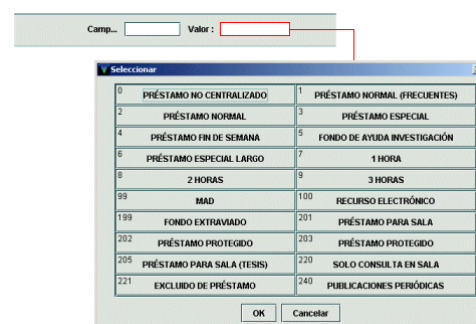 Camp... Valor :
Seleccionar
0 PRÉSTAMO NO CENTRALIZADO 1 PRÉSTAMO NORMAL (FRECUENTES)
2 PRÉSTAMO NORMAL 3 PRÉSTAMO ESPECIAL
4 PRÉSTAMO FIN DE SEMANA 5 FONDO DE AYUDA INVESTIGACIÓN
6 PRÉSTAMO ESPECIAL LARGO 7 1 HORA
8 2 HORAS 9 3 HORAS
99 MAD 100 RECURSO ELECTRÓNICO
199 FONDO EXTRAVIADO 201 PRÉSTAMO PARA SALA
202 PRÉSTAMO PROTEGIDO 203 PRÉSTAMO PROTEGIDO
205 PRÉSTAMO PARA SALA (TESIS) 220 SOLO CONSULTA EN SALA
221 EXCLUIDO DE PRÉSTAMO 240 PUBLICACIONES PERIÓDICAS
OK Cancelar